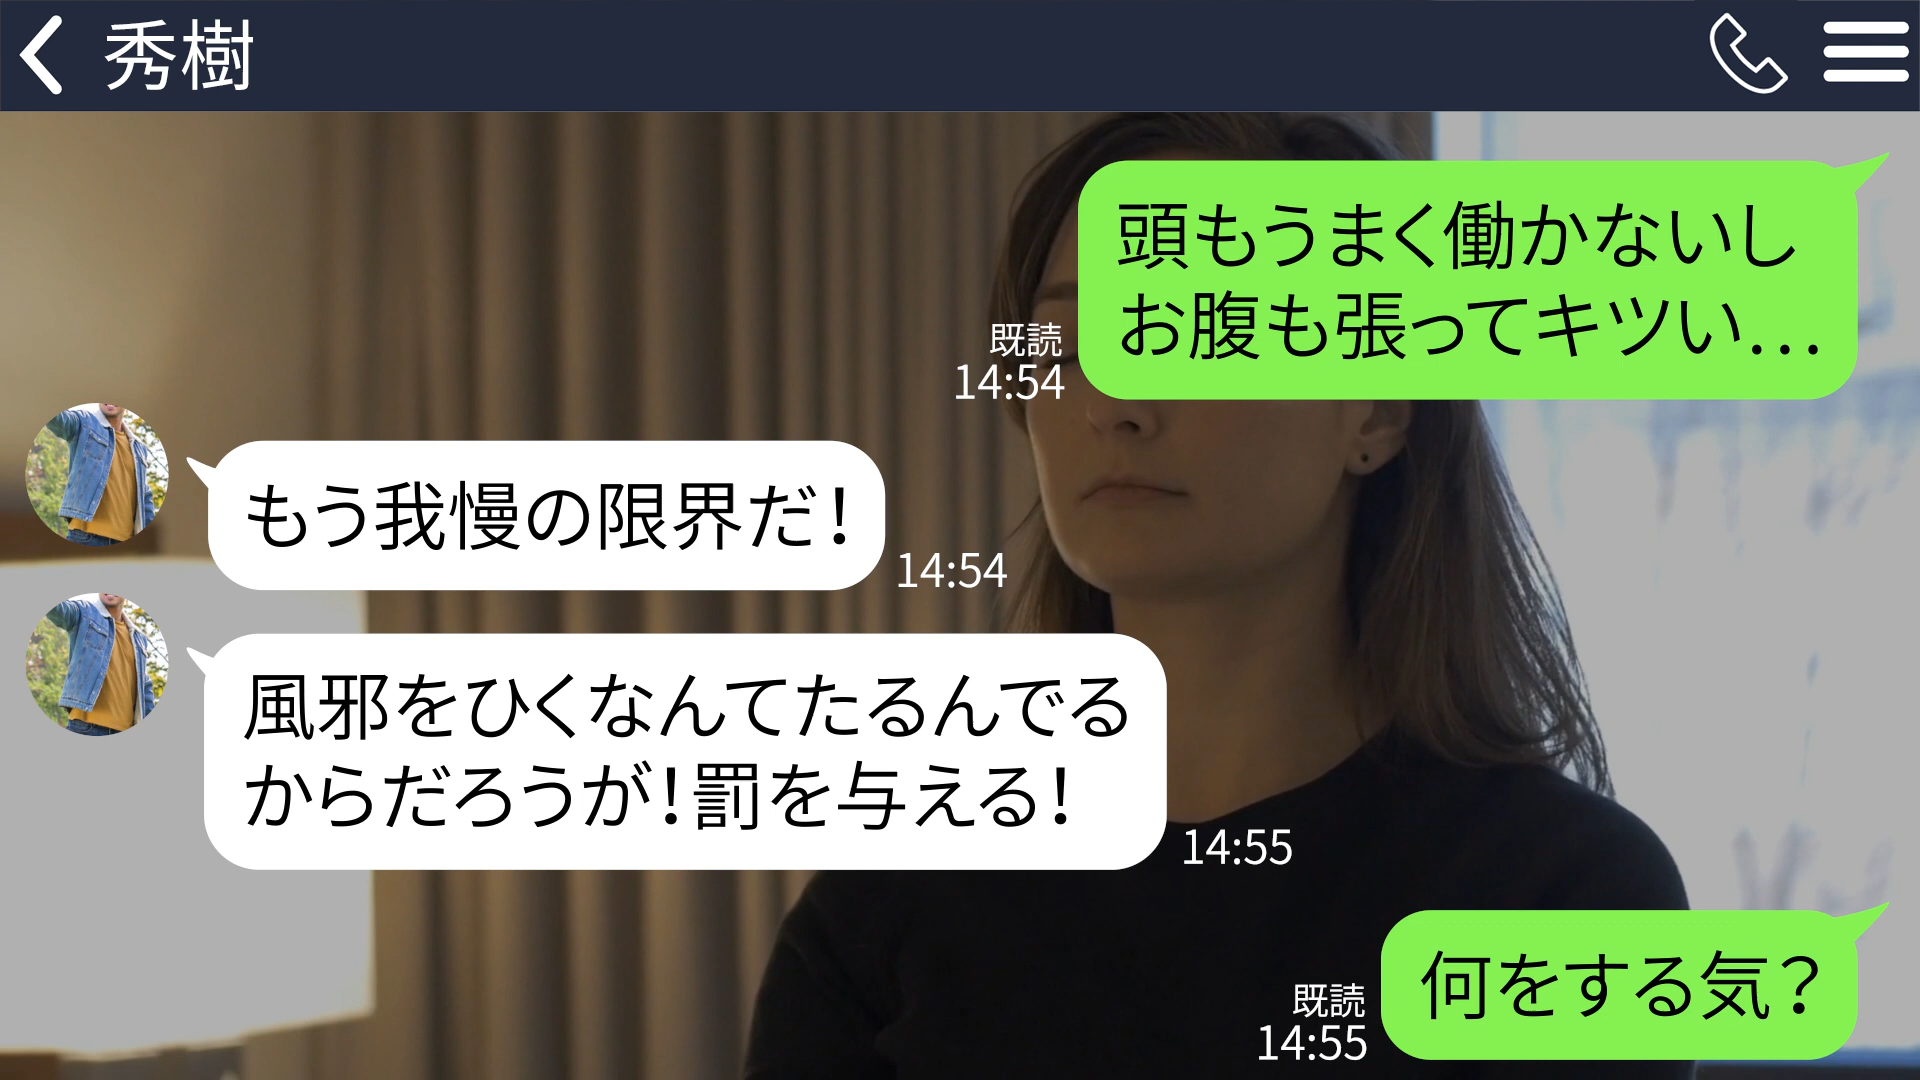 秀樹
頭もうまく働かないし
お腹も張ってキツい...
既読
14:54
もう我慢の限界だ！
14:54
風邪をひくなんてたるんでる
からだろうが！罰を与える！
14:55
何をする気？
既読
14:55